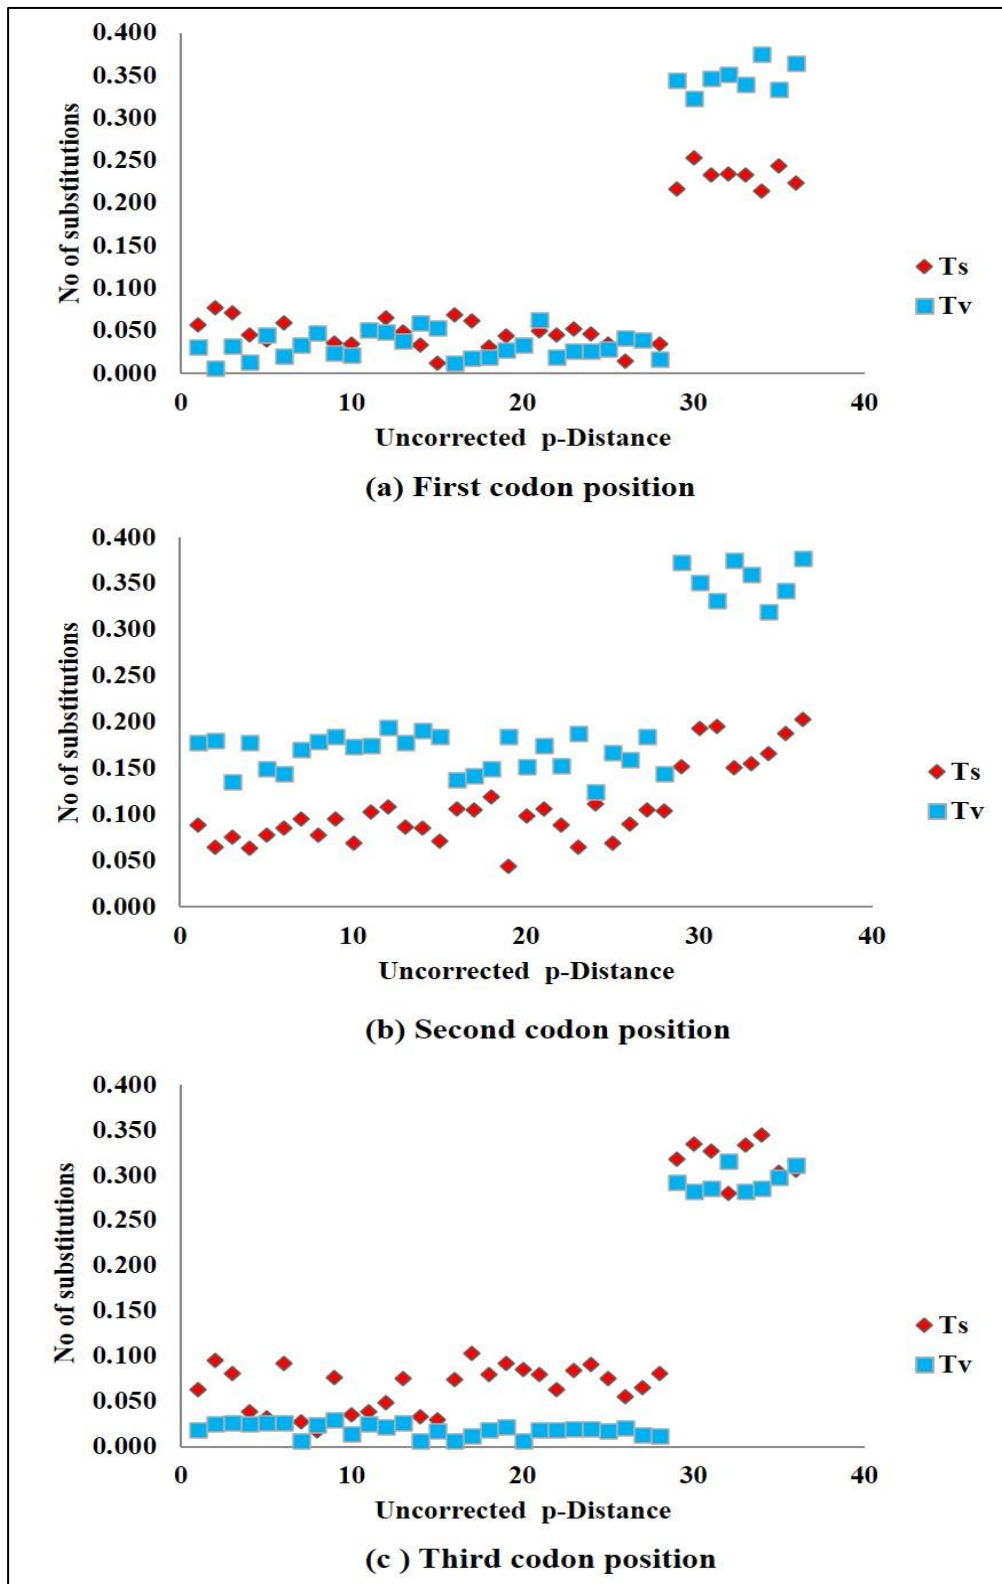 0.400
0.350
0.300
0.250
0.200
0.150
0.100
0.050
0.000
No of substitutions
0 10 20 30 40
Uncorrected p-Distance
Ts
Tv
(a) First codon position
0.400
0.350
0.300
0.250
0.200
0.150
0.100
0.050
0.000
No of substitutions
0 10 20 30 40
Uncorrected p-Distance
Ts
Tv
(b) Second codon position
0.400
0.350
0.300
0.250
0.200
0.150
0.100
0.050
0.000
No of substitutions
0 10 20 30 40
Uncorrected p-Distance
Ts
Tv
(c ) Third codon position